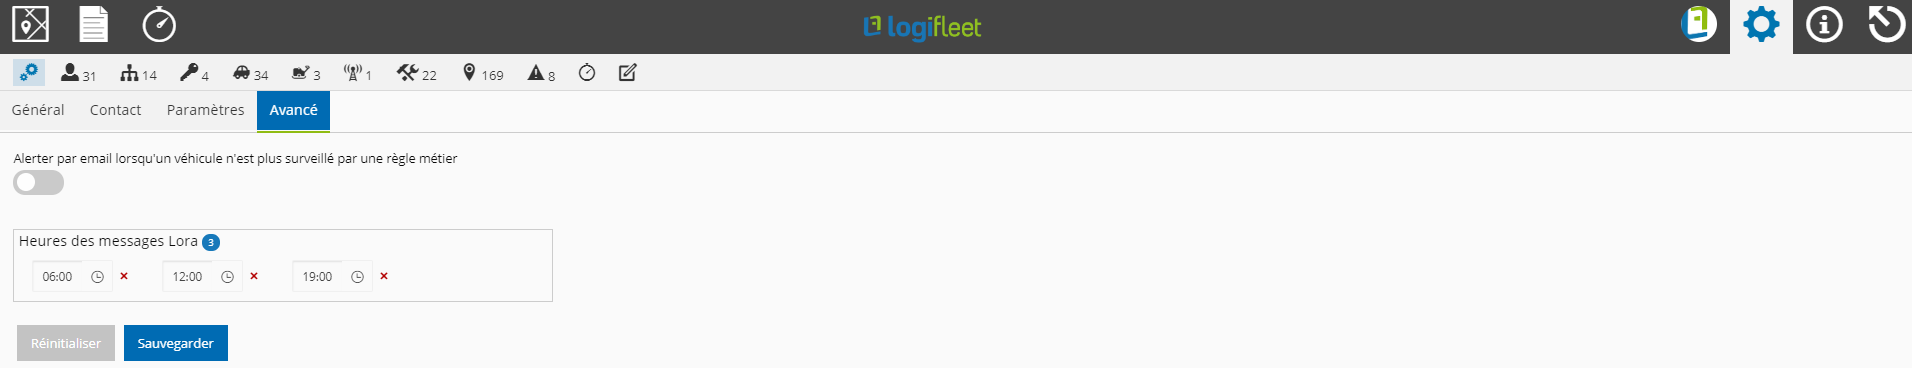 logifleet
31 14 4 34 3 1 22 169 8
Général Contact Paramètres Avancé
Alerter par email lorsqu'un véhicule n'est plus surveillé par une règle métier
Heures des messages Lora 3
06:00 12:00 19:00
Réinitialiser Sauvegarder